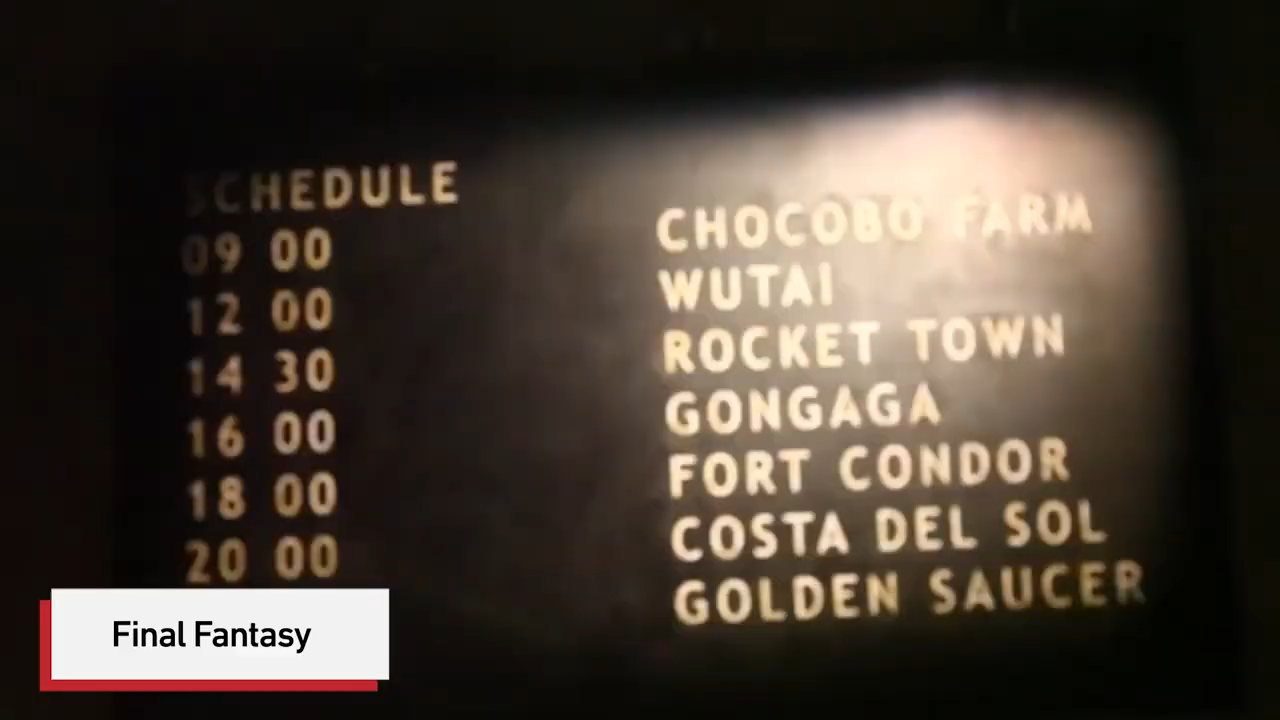 SCHEDULE
09 00
12 00
14 30
16 00
18 00
20 00
CHOCOBO FARM
WUTAI
ROCKET TOWN
GONGAGA
FORT CONDOR
COSTA DEL SOL
GOLDEN SAUCER
Final Fantasy